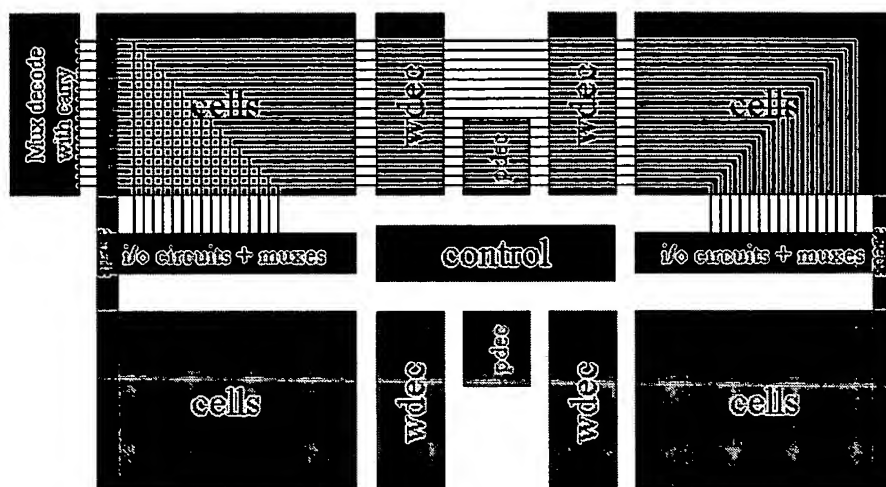 Mux decode
with carry
cells
wdec
pdec
wdec
cells
i/o circuits + muxes
control
i/o circuits + muxes
cells
wdec
pdec
wdec
cells